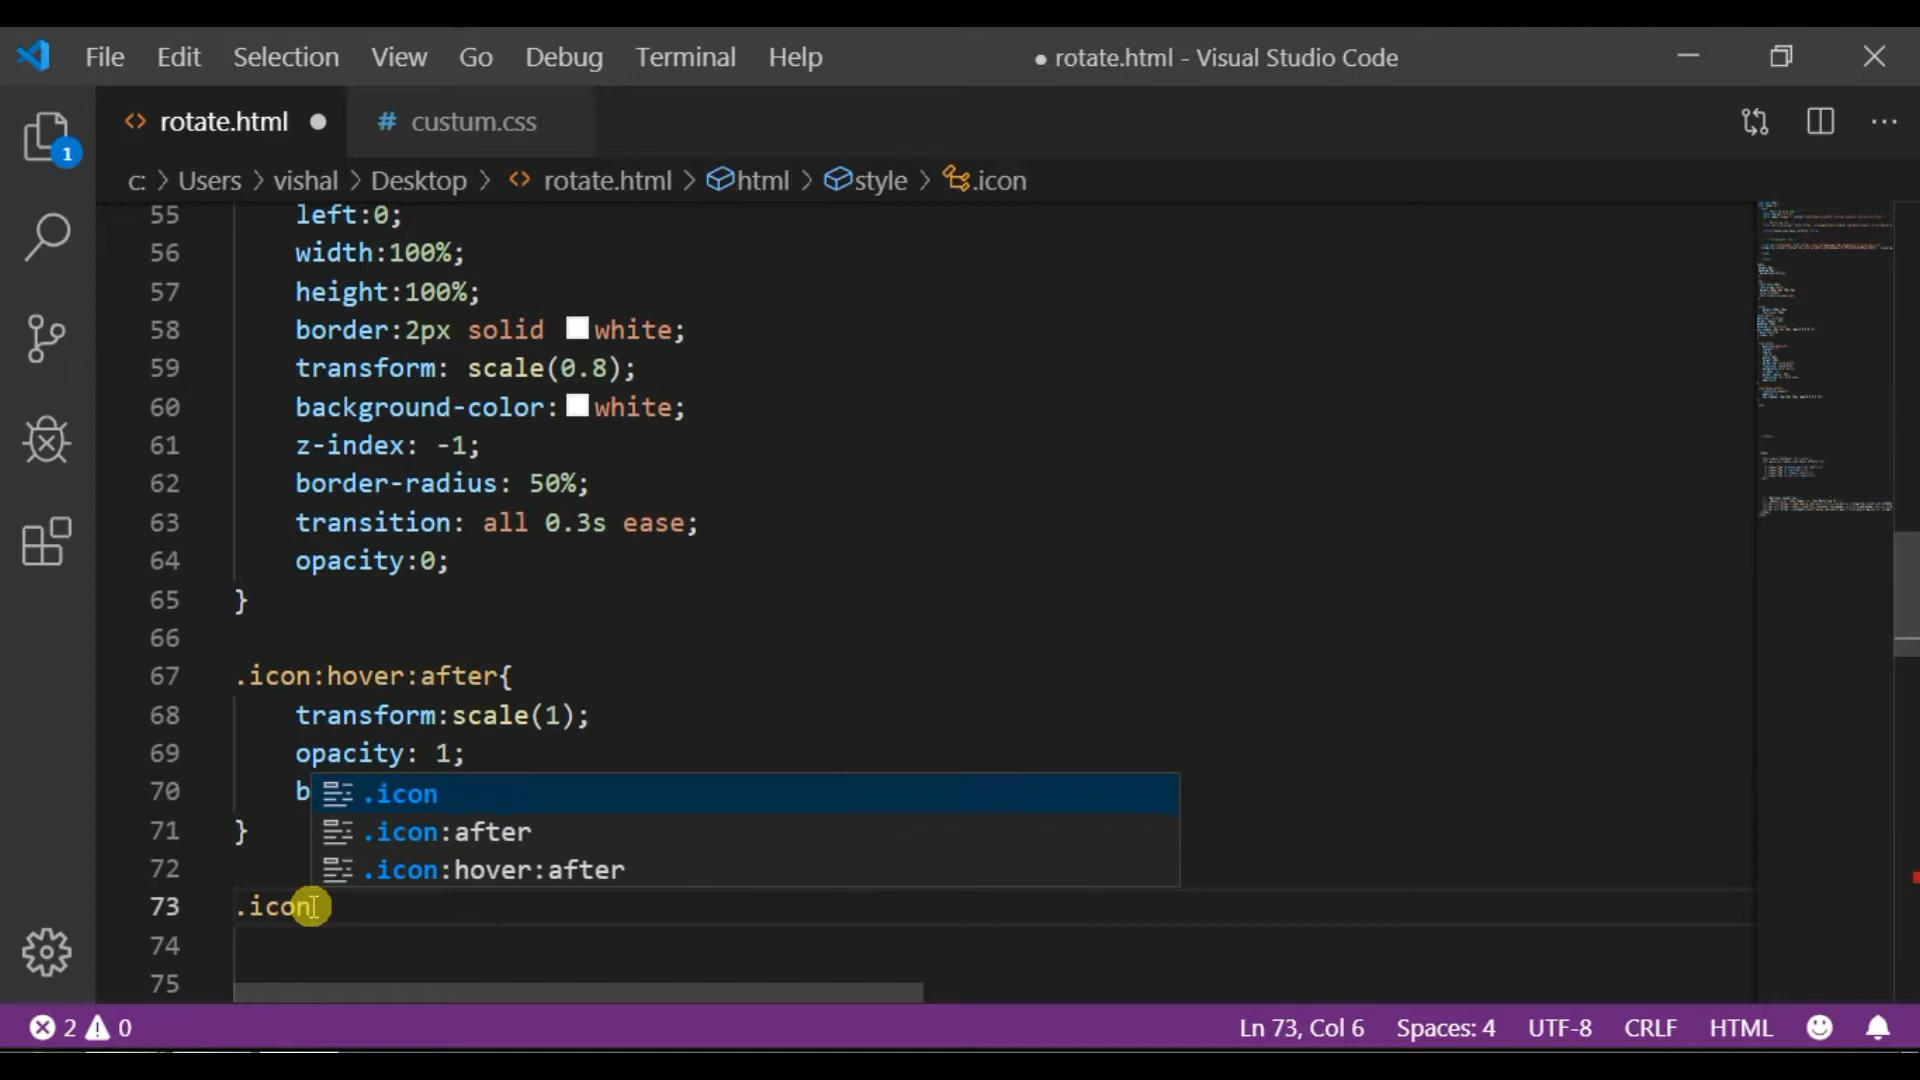 File Edit Selection View Go Debug Terminal Help ● rotate.html - Visual Studio Code
1
rotate.html ● # custum.css
c: > Users > vishal > Desktop > rotate.html > html > style > .icon
55 left:0;
56 width:100%;
57 height:100%;
58 border:2px solid white;
59 transform: scale(0.8);
60 background-color: white;
61 z-index: -1;
62 border-radius: 50%;
63 transition: all 0.3s ease;
64 opacity:0;
65 }
66
67 .icon:hover:after{
68 transform:scale(1);
69 opacity: 1;
70 b
.icon
71 }
.icon:after
72
.icon:hover:after
73 .icon
74
75
2 0 Ln 73, Col 6 Spaces: 4 UTF-8 CRLF HTML